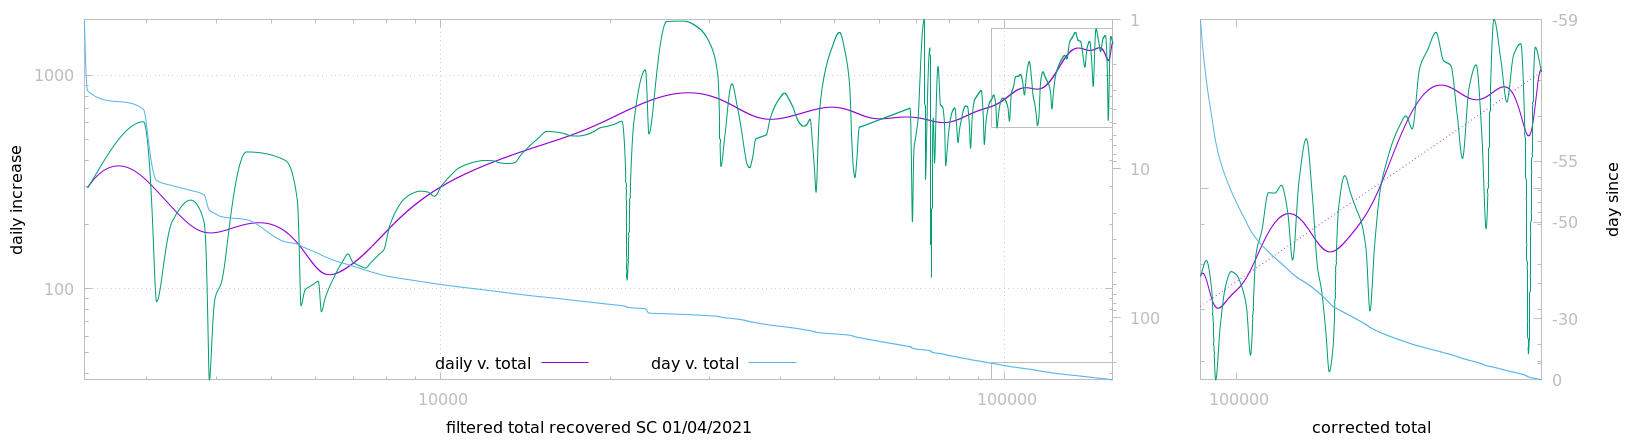 daily increase
1000
100
daily v. total
day v. total
10000
100000
1
10
100
filtered total recovered SC 01/04/2021
-59
-55
-50
-30
0
day since
100000
corrected total